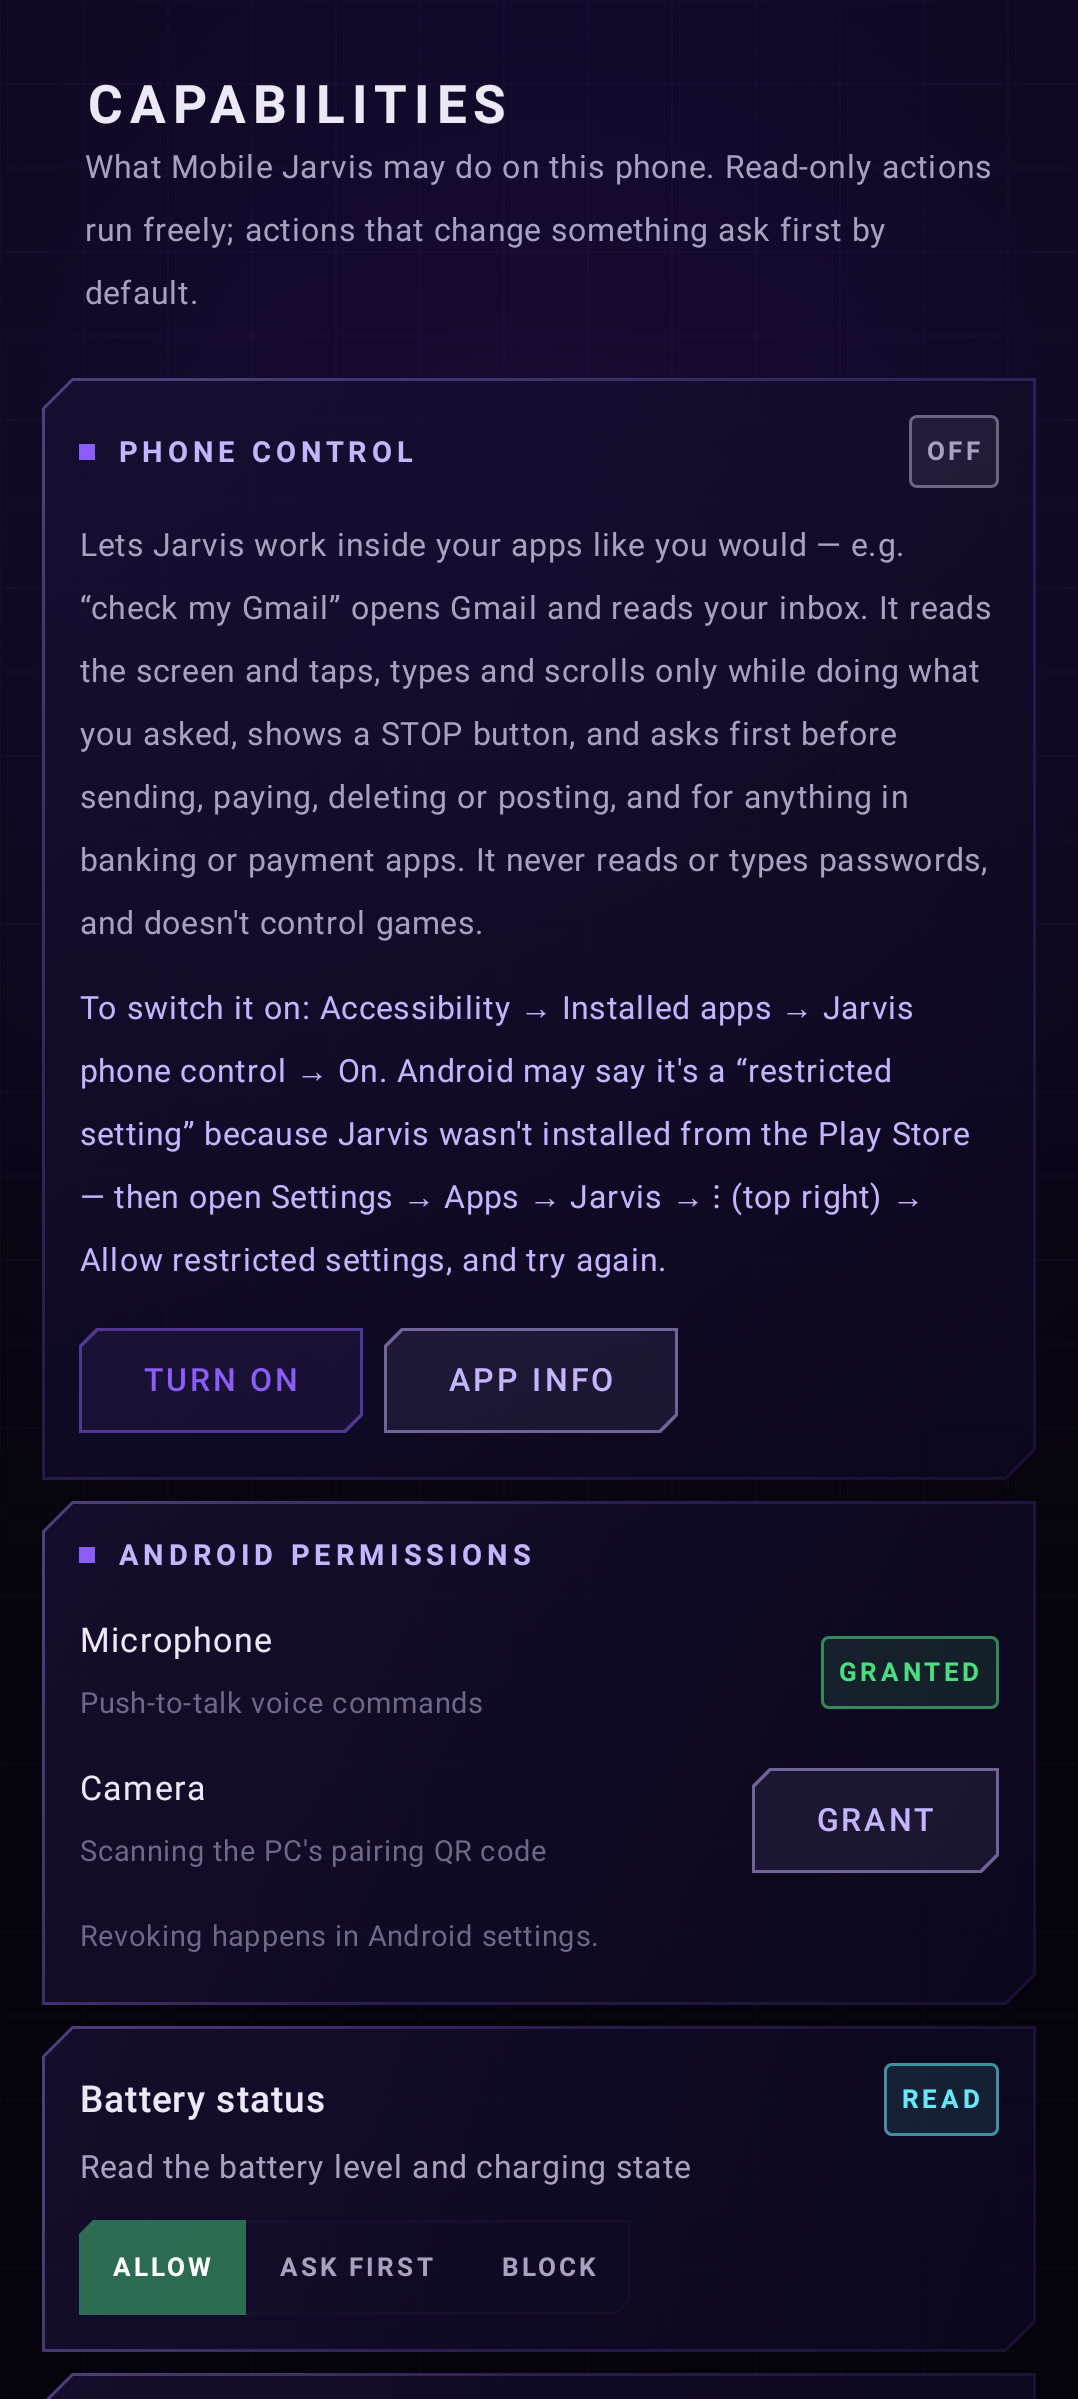 CAPABILITIES
What Mobile Jarvis may do on this phone. Read-only actions
run freely; actions that change something ask first by
default.
PHONE CONTROL
OFF
Lets Jarvis work inside your apps like you would — e.g.
“check my Gmail” opens Gmail and reads your inbox. It reads
the screen and taps, types and scrolls only while doing what
you asked, shows a STOP button, and asks first before
sending, paying, deleting or posting, and for anything in
banking or payment apps. It never reads or types passwords,
and doesn't control games.
To switch it on: Accessibility → Installed apps → Jarvis
phone control → On. Android may say it's a “restricted
setting” because Jarvis wasn't installed from the Play Store
— then open Settings → Apps → Jarvis → ⋮ (top right) →
Allow restricted settings, and try again.
TURN ON
APP INFO
ANDROID PERMISSIONS
Microphone
Push-to-talk voice commands
GRANTED
Camera
Scanning the PC's pairing QR code
GRANT
Revoking happens in Android settings.
Battery status
READ
Read the battery level and charging state
ALLOW
ASK FIRST
BLOCK